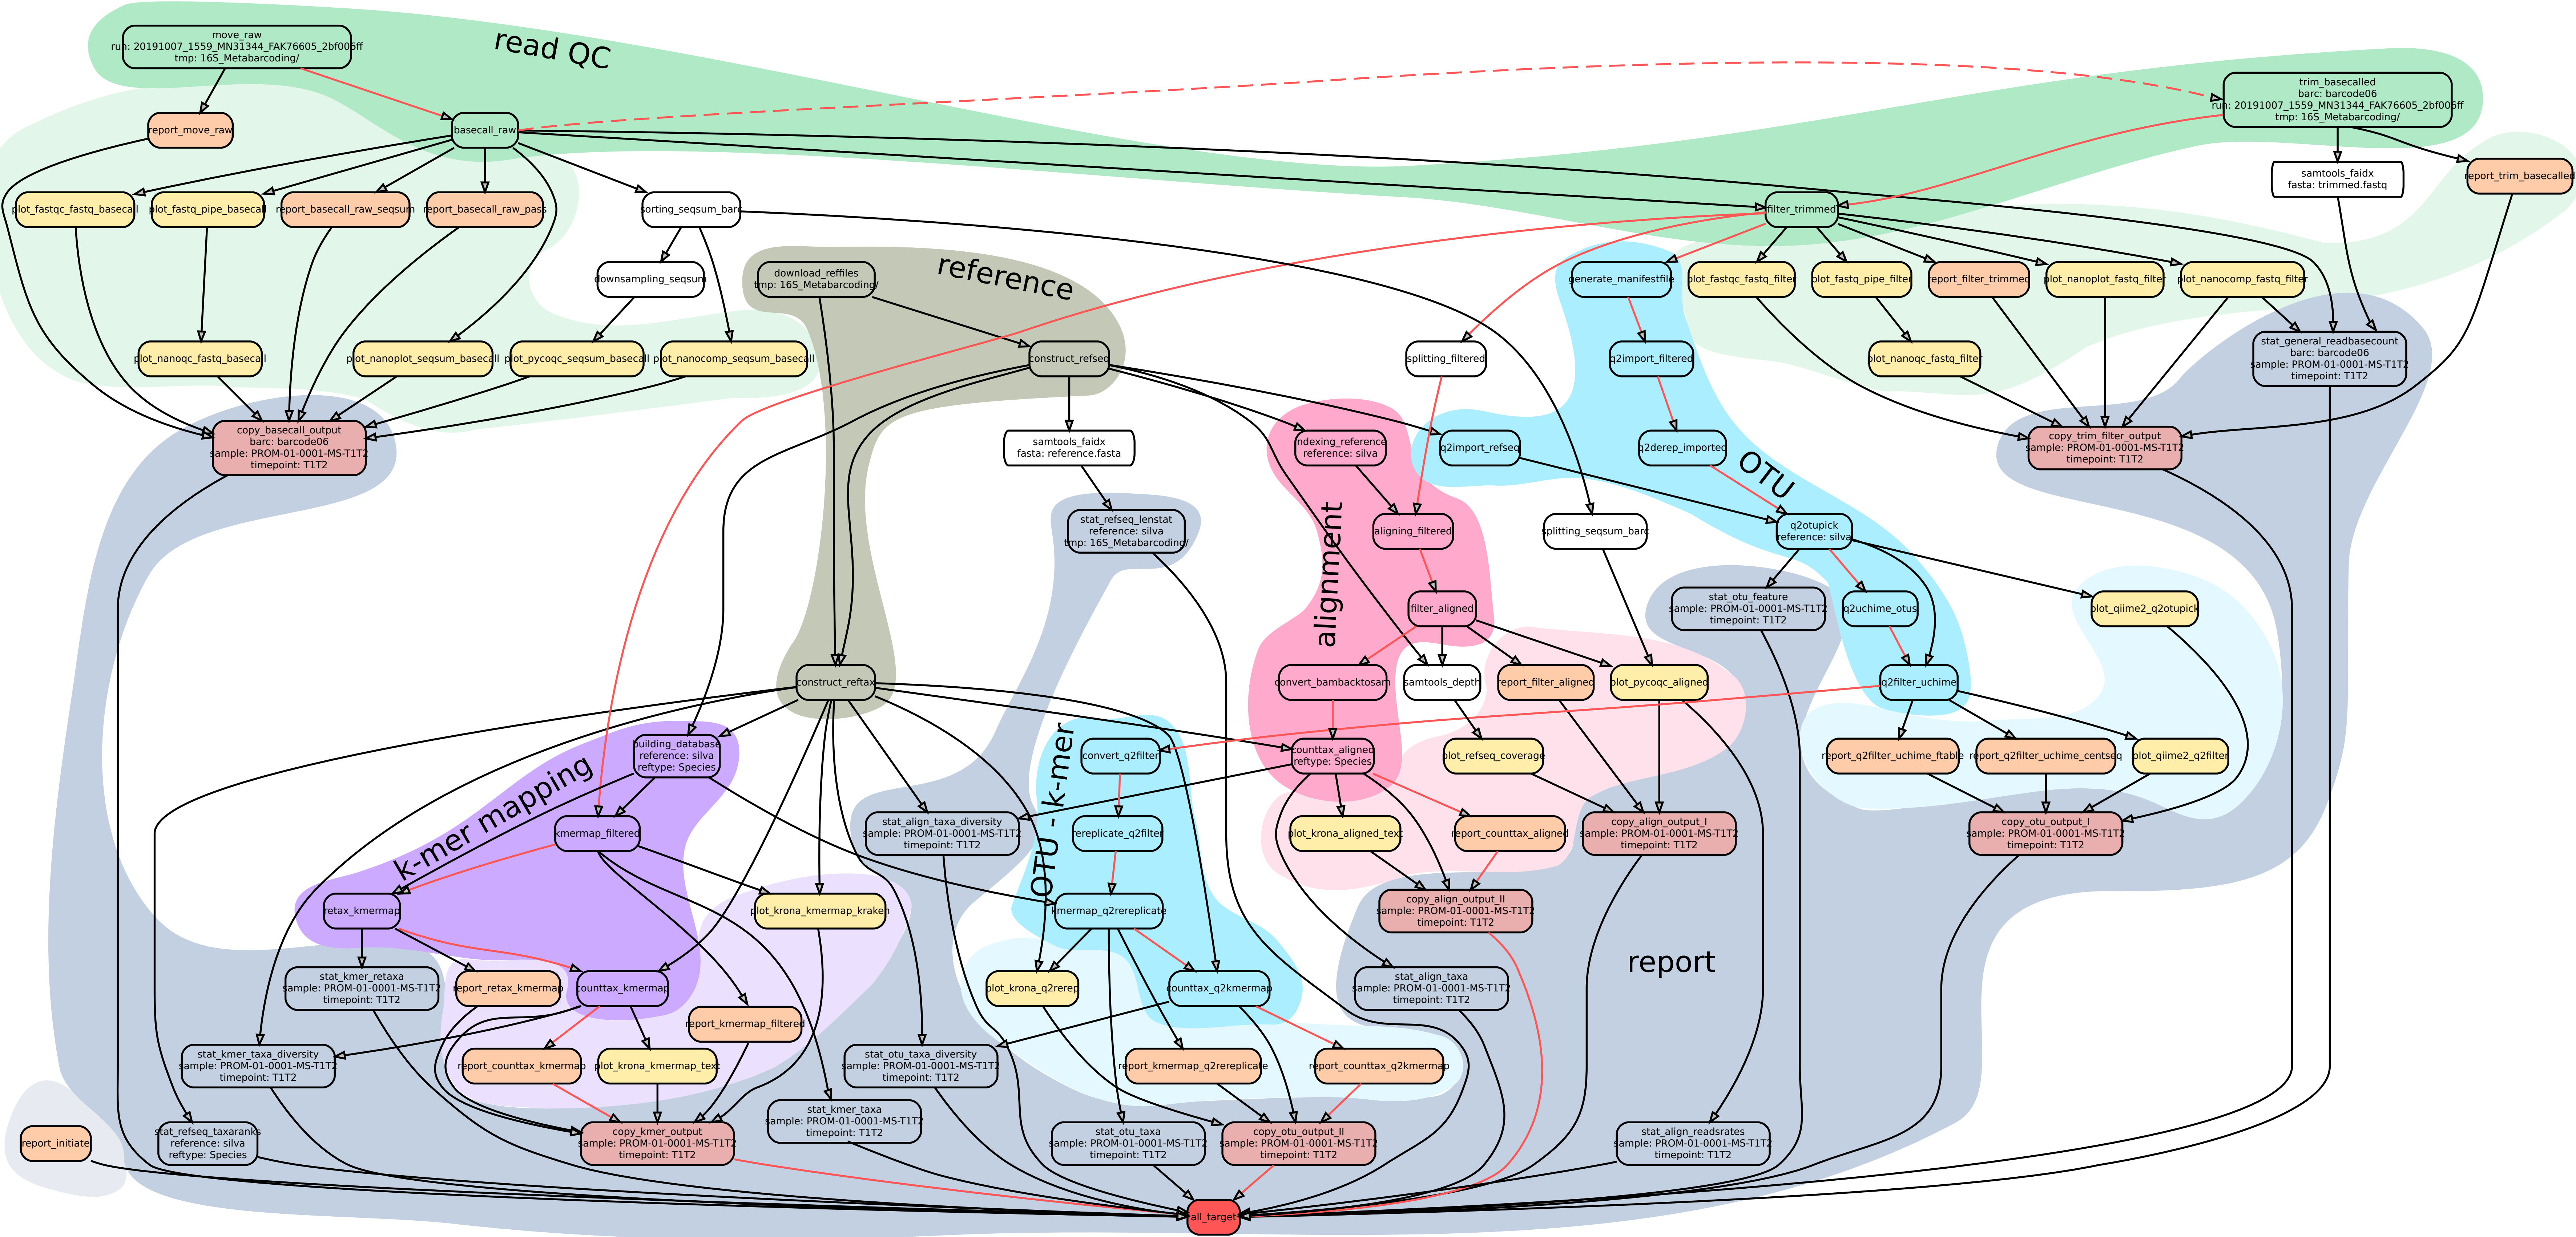 read QC
move_raw
run: 20191007_1559_MN31344_FAK76605_2bf006ff
tmp: 16S_Metabarcoding/
trim_basecalled
barc: barcode06
run: 20191007_1559_MN31344_FAK76605_2bf006ff
tmp: 16S_Metabarcoding/
report_move_raw
basecall_raw
samtools_faidx
fasta: trimmed.fastq
report_trim_basecalled
plot_fastqc_fastq_basecall
plot_fastq_pipe_basecall
report_basecall_raw_seqsum
report_basecall_raw_pass
sorting_seqsum_barc
filter_trimmed
reference
downsampling_seqsum
download_reffiles
tmp: 16S_Metabarcoding/
generate_manifestfile
plot_fastqc_fastq_filter
plot_fastq_pipe_filter
report_filter_trimmed
plot_nanoplot_fastq_filter
plot_nanocomp_fastq_filter
plot_nanoqc_fastq_basecall
plot_nanoplot_seqsum_basecall
plot_pycoqc_seqsum_basecall
plot_nanocomp_seqsum_basecall
construct_refseq
splitting_filtered
q2import_filtered
plot_nanoqc_fastq_filter
stat_general_readbasecount
barc: barcode06
sample: PROM-01-0001-MS-T1T2
timepoint: T1T2
copy_basecall_output
barc: barcode06
sample: PROM-01-0001-MS-T1T2
timepoint: T1T2
samtools_faidx
fasta: reference.fasta
indexing_reference
reference: silva
q2import_refseq
q2derep_imported
OTU
copy_trim_filter_output
sample: PROM-01-0001-MS-T1T2
timepoint: T1T2
stat_refseq_lenstat
reference: silva
tmp: 16S_Metabarcoding/
alignment
aligning_filtered
splitting_seqsum_barc
q2otupick
reference: silva
filter_aligned
stat_otu_feature
sample: PROM-01-0001-MS-T1T2
timepoint: T1T2
q2uchime_otus
plot_qiime2_q2otupick
construct_reftax
convert_bambacktosam
samtools_depth
report_filter_aligned
plot_pycoqc_aligned
q2filter_uchime
building_database
reference: silva
reftype: Species
OTU - k-mer
convert_q2filter
counttax_aligned
reftype: Species
plot_refseq_coverage
report_q2filter_uchime_ftable
report_q2filter_uchime_centseq
plot_qiime2_q2filter
k-mer mapping
kmermap_filtered
stat_align_taxa_diversity
sample: PROM-01-0001-MS-T1T2
timepoint: T1T2
rereplicate_q2filter
plot_krona_aligned_text
report_counttax_aligned
copy_align_output_I
sample: PROM-01-0001-MS-T1T2
timepoint: T1T2
copy_otu_output_I
sample: PROM-01-0001-MS-T1T2
timepoint: T1T2
retax_kmermap
plot_krona_kmermap_kraken
kmermap_q2rereplicate
copy_align_output_II
sample: PROM-01-0001-MS-T1T2
timepoint: T1T2
report
stat_kmer_retaxa
sample: PROM-01-0001-MS-T1T2
timepoint: T1T2
report_retax_kmermap
counttax_kmermap
plot_krona_q2rerep
counttax_q2kmermap
stat_align_taxa
sample: PROM-01-0001-MS-T1T2
timepoint: T1T2
report_kmermap_filtered
stat_kmer_taxa_diversity
sample: PROM-01-0001-MS-T1T2
timepoint: T1T2
report_counttax_kmermap
plot_krona_kmermap_text
stat_otu_taxa_diversity
sample: PROM-01-0001-MS-T1T2
timepoint: T1T2
report_kmermap_q2rereplicate
report_counttax_q2kmermap
report_initiate
stat_refseq_taxaranks
reference: silva
reftype: Species
copy_kmer_output
sample: PROM-01-0001-MS-T1T2
timepoint: T1T2
stat_kmer_taxa
sample: PROM-01-0001-MS-T1T2
timepoint: T1T2
stat_otu_taxa
sample: PROM-01-0001-MS-T1T2
timepoint: T1T2
copy_otu_output_II
sample: PROM-01-0001-MS-T1T2
timepoint: T1T2
stat_align_readsrates
sample: PROM-01-0001-MS-T1T2
timepoint: T1T2
all_target